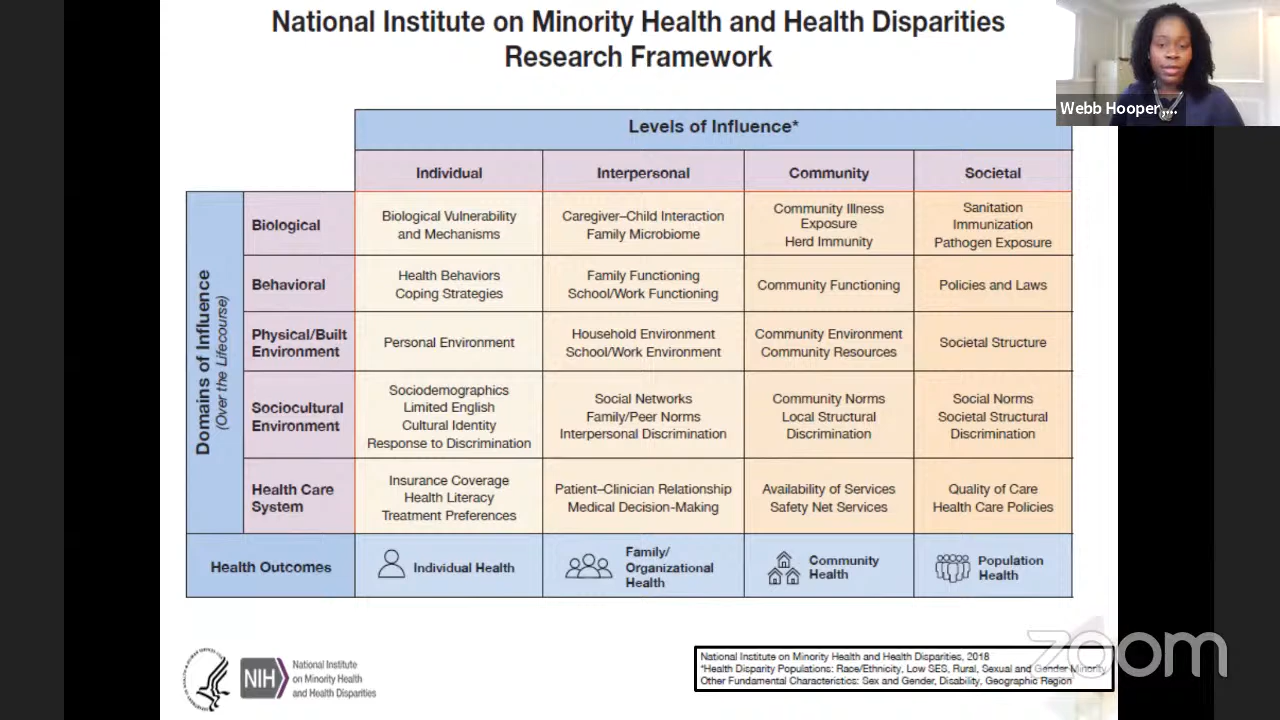 National Institute on Minority Health and Health Disparities
Research Framework
Webb Hooper,...
Levels of Influence*
Individual
Interpersonal
Community
Societal
Domains of Influence
(Over the Lifecourse)
Biological
Biological Vulnerability
and Mechanisms
Caregiver–Child Interaction
Family Microbiome
Community Illness
Exposure
Herd Immunity
Sanitation
Immunization
Pathogen Exposure
Behavioral
Health Behaviors
Coping Strategies
Family Functioning
School/Work Functioning
Community Functioning
Policies and Laws
Physical/Built
Environment
Personal Environment
Household Environment
School/Work Environment
Community Environment
Community Resources
Societal Structure
Sociocultural
Environment
Sociodemographics
Limited English
Cultural Identity
Response to Discrimination
Social Networks
Family/Peer Norms
Interpersonal Discrimination
Community Norms
Local Structural
Discrimination
Social Norms
Societal Structural
Discrimination
Health Care
System
Insurance Coverage
Health Literacy
Treatment Preferences
Patient–Clinician Relationship
Medical Decision-Making
Availability of Services
Safety Net Services
Quality of Care
Health Care Policies
Health Outcomes
Individual Health
Family/
Organizational
Health
Community
Health
Population
Health
NIH
National Institute
on Minority Health
and Health Disparities
National Institute on Minority Health and Health Disparities, 2018
*Health Disparity Populations: Race/Ethnicity, Low SES, Rural, Sexual and Gender Minority
Other Fundamental Characteristics: Sex and Gender, Disability, Geographic Region
zoom